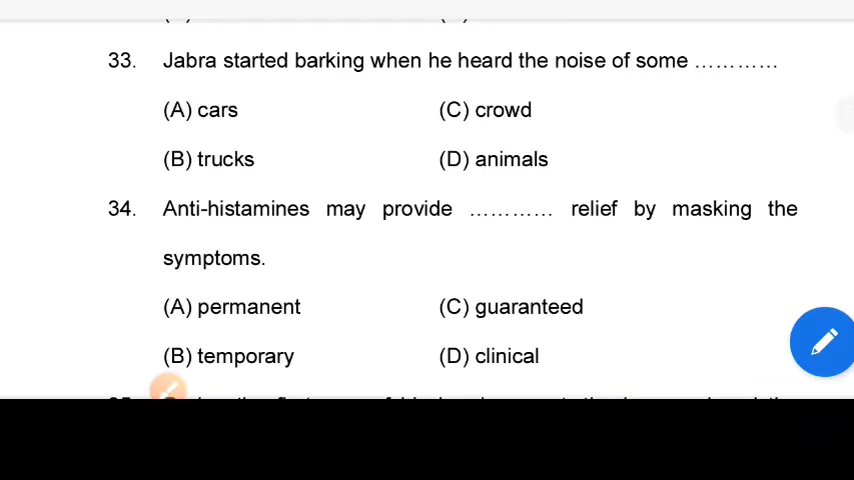 33. Jabra started barking when he heard the noise of some …………
(A) cars (C) crowd
(B) trucks (D) animals
34. Anti-histamines may provide ………… relief by masking the
symptoms.
(A) permanent (C) guaranteed
(B) temporary (D) clinical